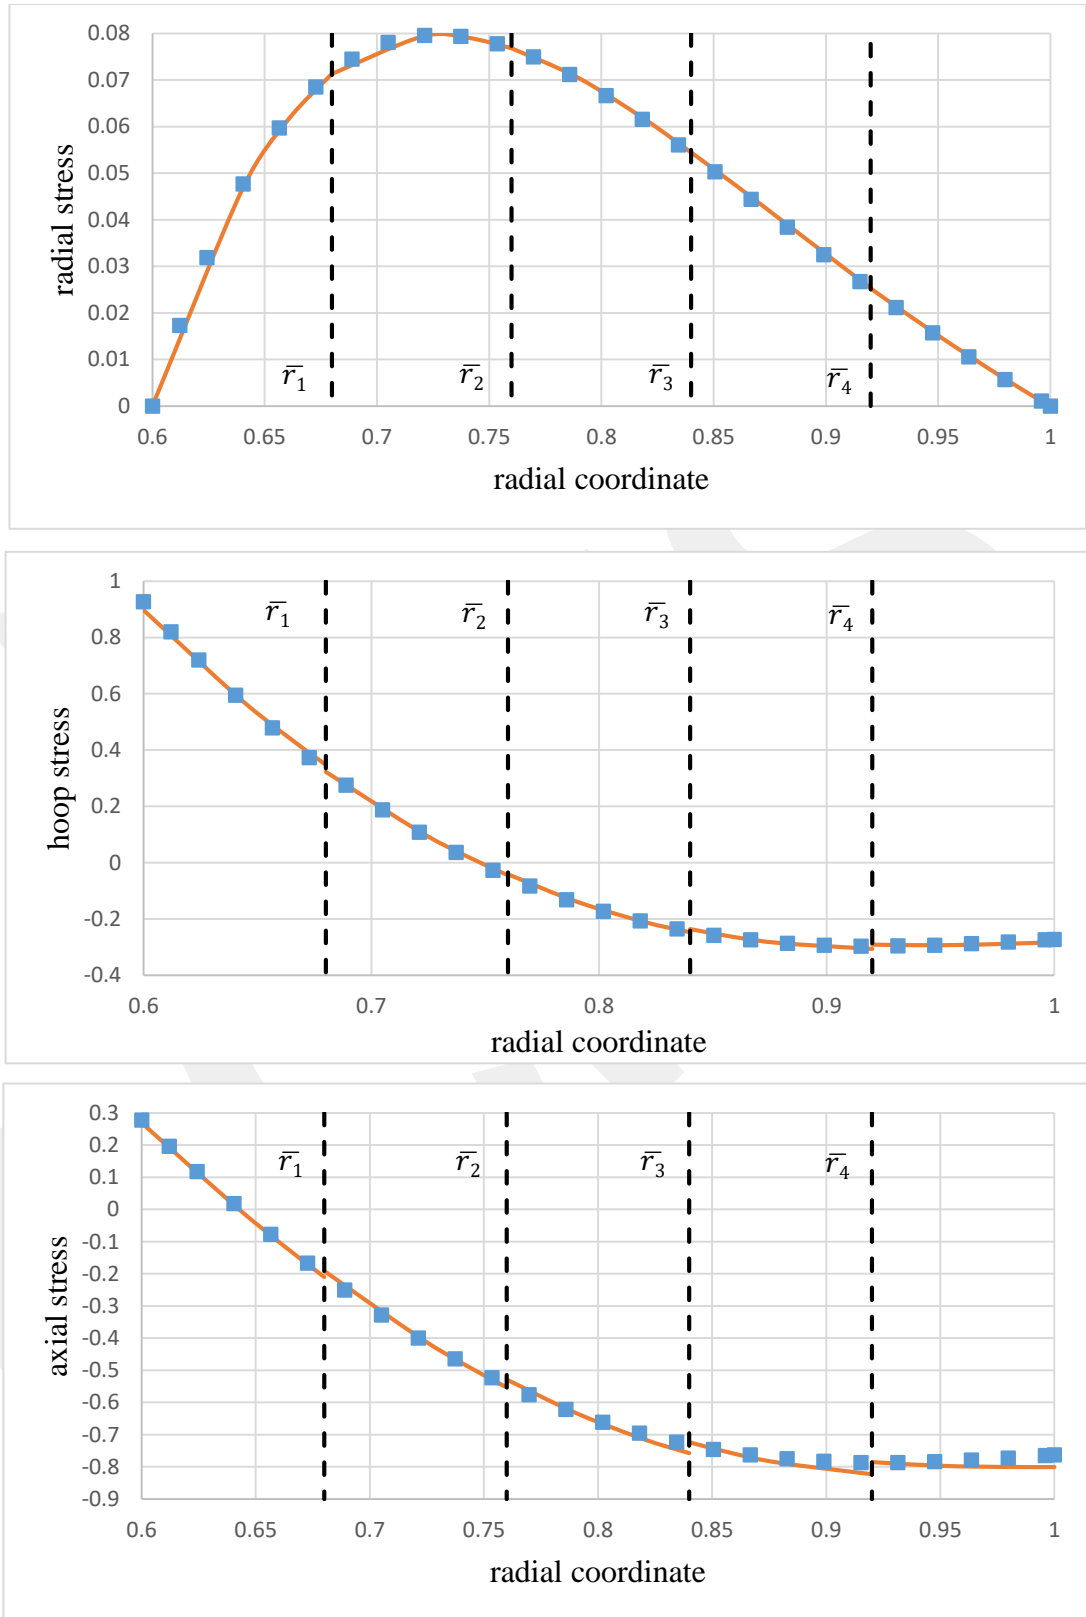 0.08
0.07
0.06
0.05
0.04
0.03
0.02
0.01
0
radial stress
r̅₁ r̅₂ r̅₃ r̅₄
0.6 0.65 0.7 0.75 0.8 0.85 0.9 0.95 1
radial coordinate
1
0.8
0.6
0.4
0.2
0
-0.2
-0.4
hoop stress
r̅₁ r̅₂ r̅₃ r̅₄
0.6 0.7 0.8 0.9 1
radial coordinate
0.3
0.2
0.1
0
-0.1
-0.2
-0.3
-0.4
-0.5
-0.6
-0.7
-0.8
-0.9
axial stress
r̅₁ r̅₂ r̅₃ r̅₄
0.6 0.65 0.7 0.75 0.8 0.85 0.9 0.95 1
radial coordinate